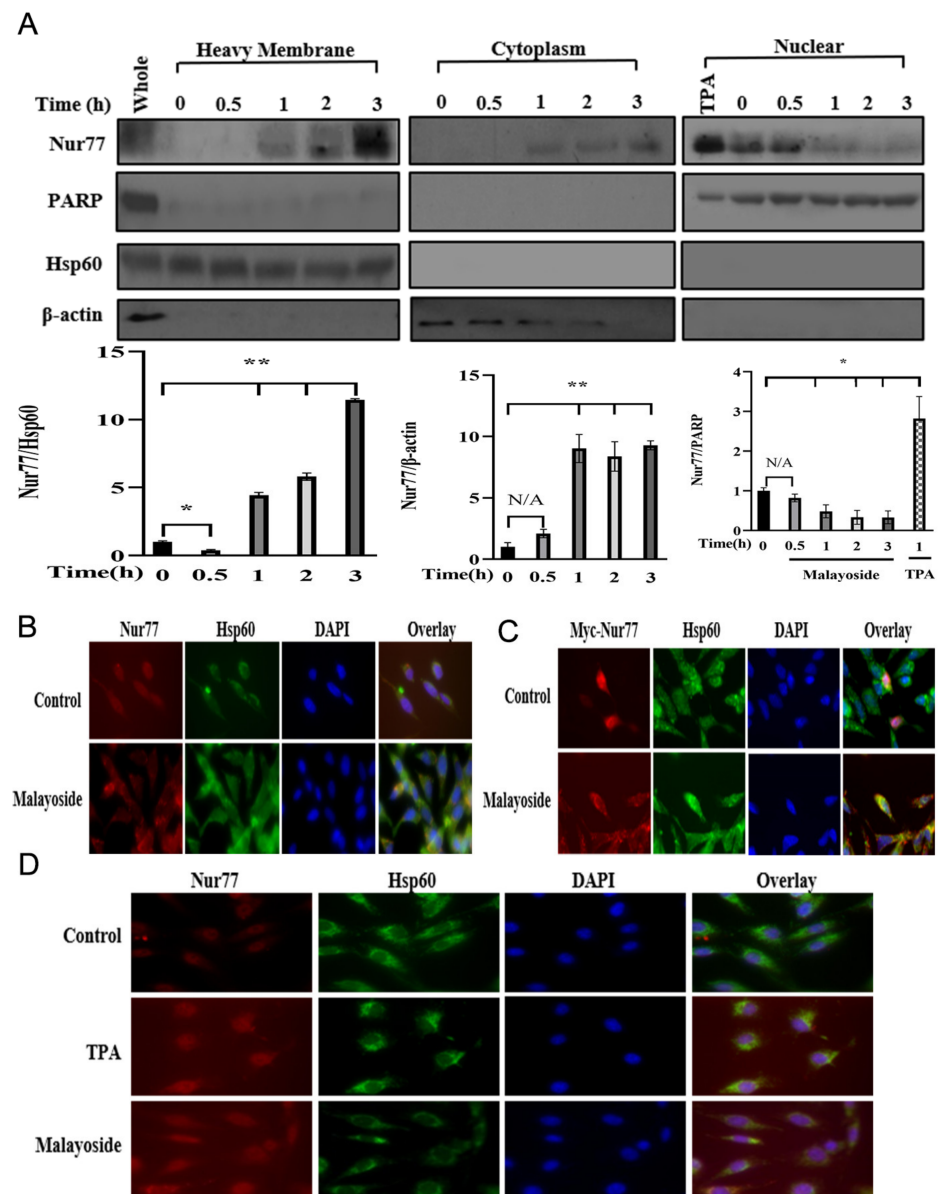 A
Heavy Membrane
Cytoplasm
Nuclear
Whole
TPA
Time (h) 0 0.5 1 2 3 0 0.5 1 2 3 0 0.5 1 2 3
Nur77
PARP
Hsp60
β-actin
Nur77/Hsp60
15
10
5
0
**
*
Time(h) 0 0.5 1 2 3
Nur77/β-actin
15
10
5
0
**
N/A
Time(h) 0 0.5 1 2 3
Nur77/PARP
4
3
2
1
0
*
N/A
Time(h) 0 0.5 1 2 3 1
Malayoside TPA
B
Nur77 Hsp60 DAPI Overlay
Control
Malayoside
C
Myc-Nur77 Hsp60 DAPI Overlay
Control
Malayoside
D
Nur77 Hsp60 DAPI Overlay
Control
TPA
Malayoside